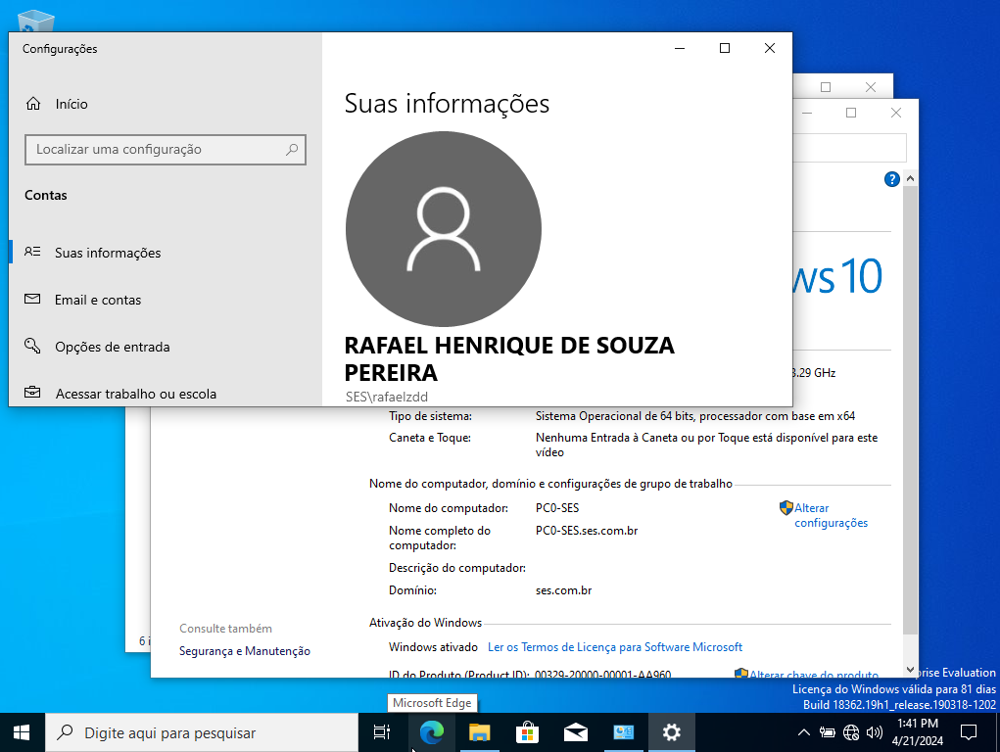 Configurações
Início
Localizar uma configuração
Contas
Suas informações
Email e contas
Opções de entrada
Acessar trabalho ou escola
Suas informações
RAFAEL HENRIQUE DE SOUZA
PEREIRA
SES\rafaelzdd
?
ws 10
3.29 GHz
Tipo de sistema: Sistema Operacional de 64 bits, processador com base em x64
Caneta e Toque: Nenhuma Entrada à Caneta ou por Toque está disponível para este
vídeo
Nome do computador, domínio e configurações de grupo de trabalho
Nome do computador: PC0-SES
Alterar
configurações
Nome completo do PC0-SES.ses.com.br
computador:
Descrição do computador:
Domínio: ses.com.br
Consulte também
Segurança e Manutenção
Ativação do Windows
Windows ativado Ler os Termos de Licença para Software Microsoft
ID do Produto (Product ID): 00329-20000-00001-AA960
Alterar chave do produto
6 i
prise Evaluation
Licença do Windows válida para 81 dias
Build 18362.19h1_release.190318-1202
Microsoft Edge
Digite aqui para pesquisar
1:41 PM
4/21/2024